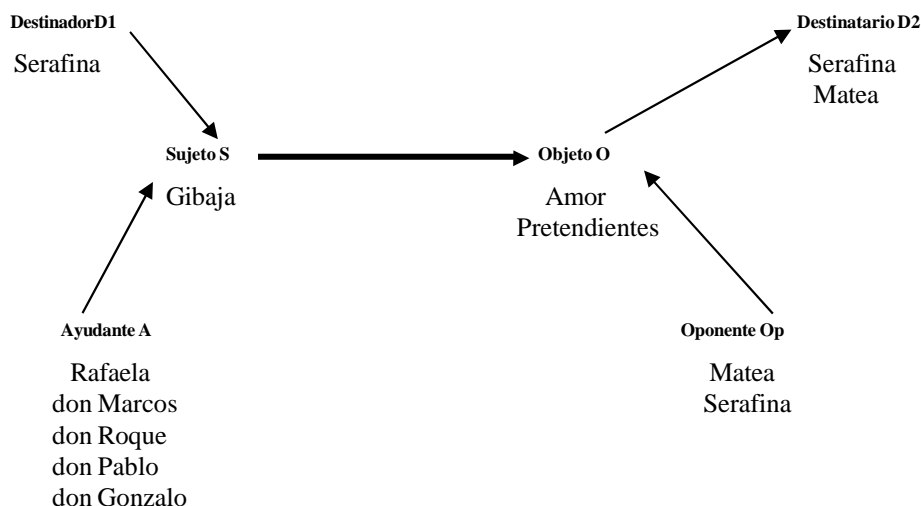 DestinadorD1
Destinatario D2
Serafina
Serafina
Matea
Sujeto S
Objeto O
Gibaja
Amor
Pretendientes
Ayudante A
Oponente Op
Rafaela
Matea
don Marcos
Serafina
don Roque
don Pablo
don Gonzalo